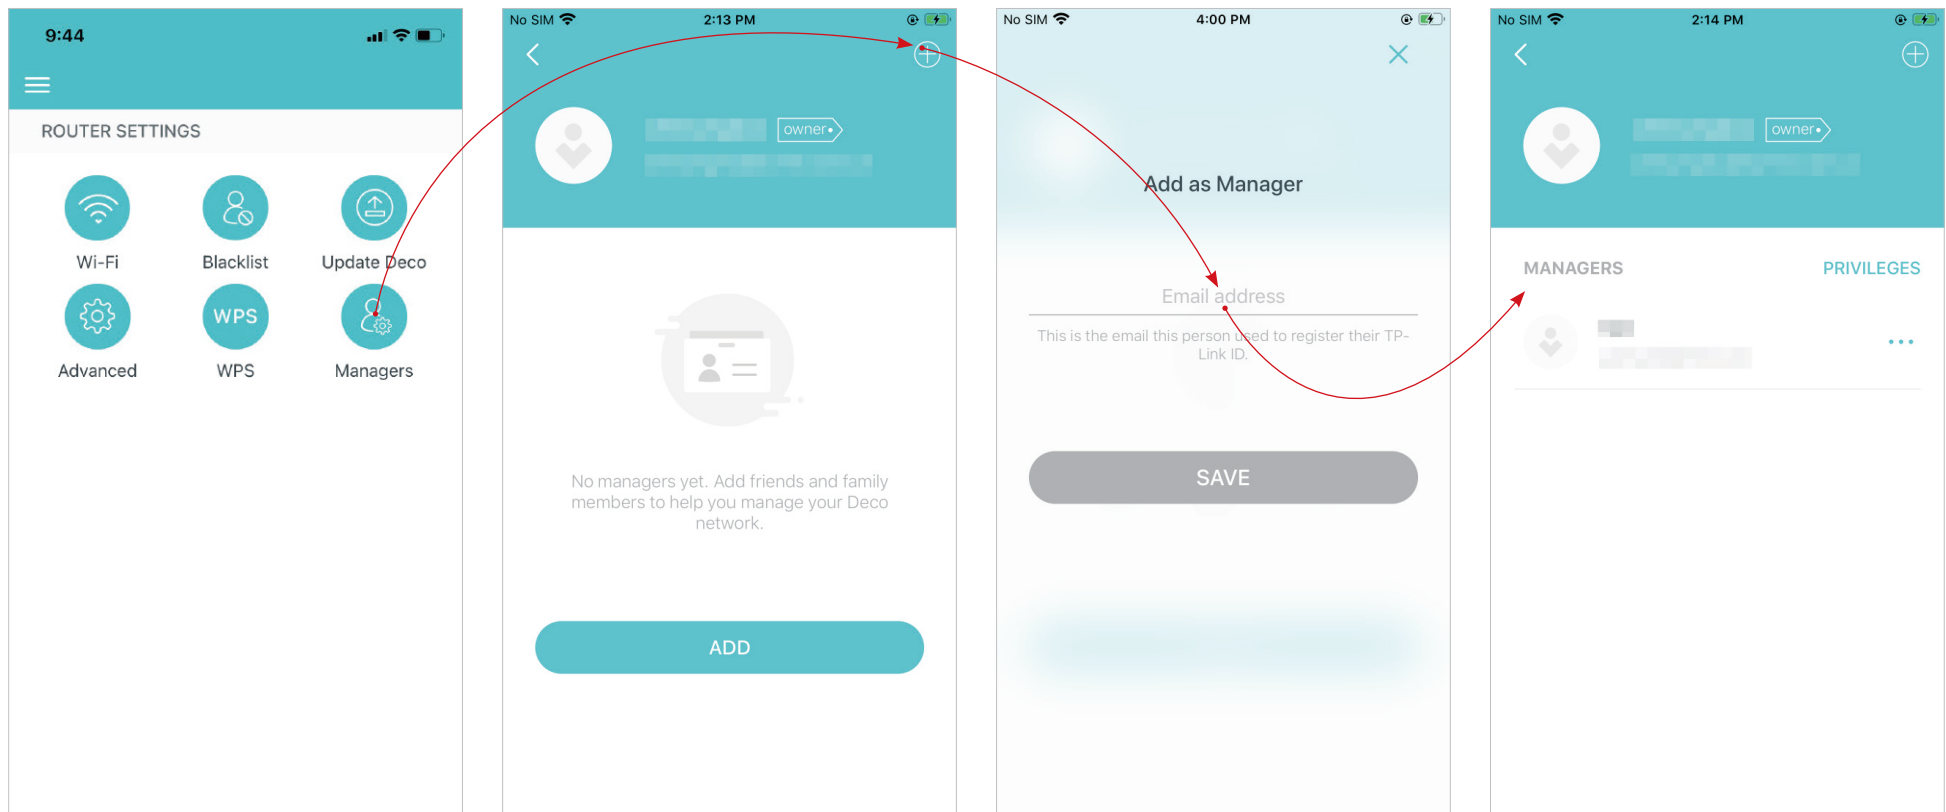 9:44
ROUTER SETTINGS
Wi-Fi
Blacklist
Update Deco
WPS
Advanced
WPS
Managers
No SIM
2:13 PM
owner
No managers yet. Add friends and family
members to help you manage your Deco
network.
ADD
No SIM
4:00 PM
Add as Manager
Email address
This is the email this person used to register their TP-
Link ID.
SAVE
No SIM
2:14 PM
owner
MANAGERS
PRIVILEGES